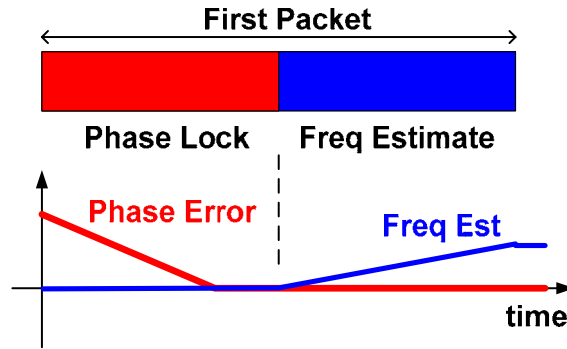 First Packet
Phase Lock
Freq Estimate
Phase Error
Freq Est
time